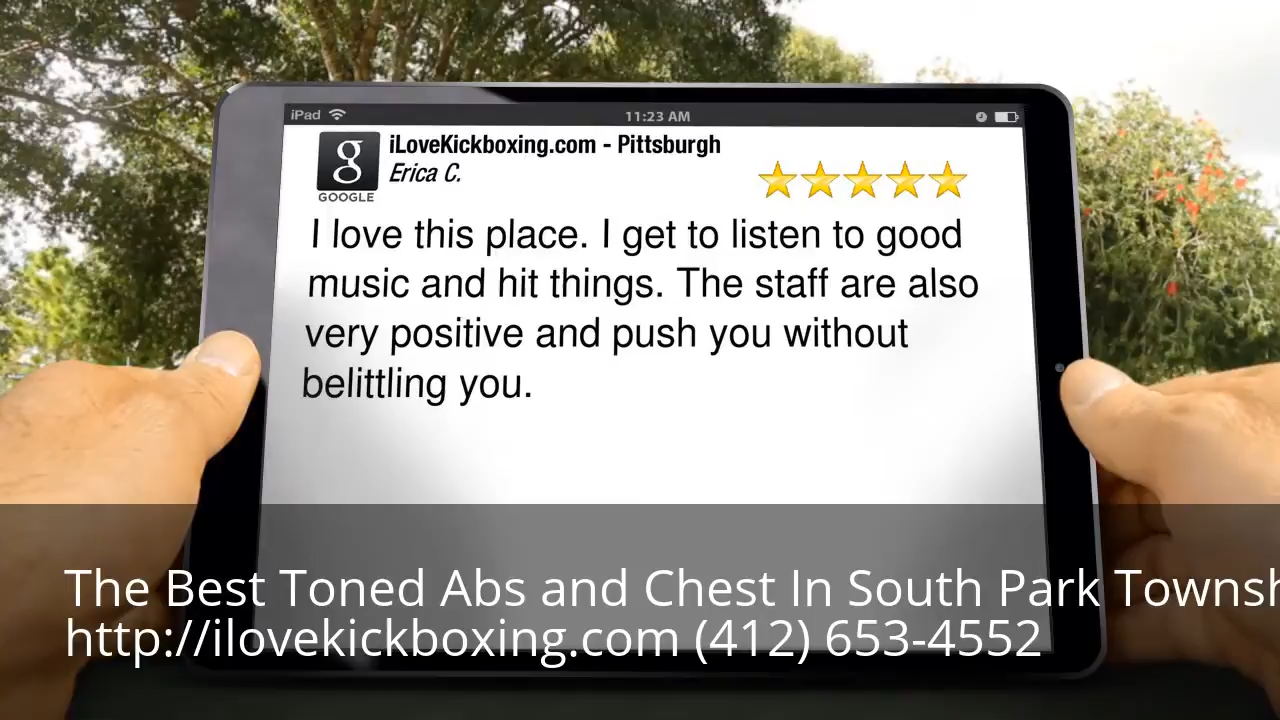 iPad 11:23 AM
iLoveKickboxing.com - Pittsburgh
Erica C.
g
GOOGLE
I love this place. I get to listen to good
music and hit things. The staff are also
very positive and push you without
belittling you.
The Best Toned Abs and Chest In South Park Townsh
http://ilovekickboxing.com (412) 653-4552